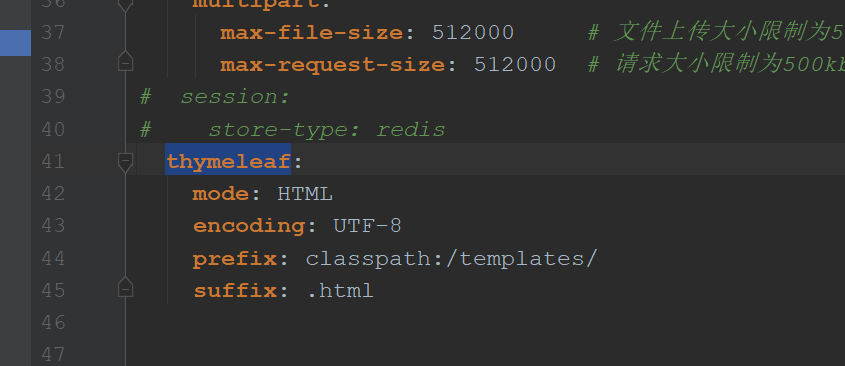 36 multipart:
37 max-file-size: 512000 # 文件上传大小限制为5
38 max-request-size: 512000 # 请求大小限制为500k
39 # session:
40 # store-type: redis
41 thymeleaf:
42 mode: HTML
43 encoding: UTF-8
44 prefix: classpath:/templates/
45 suffix: .html
46
47